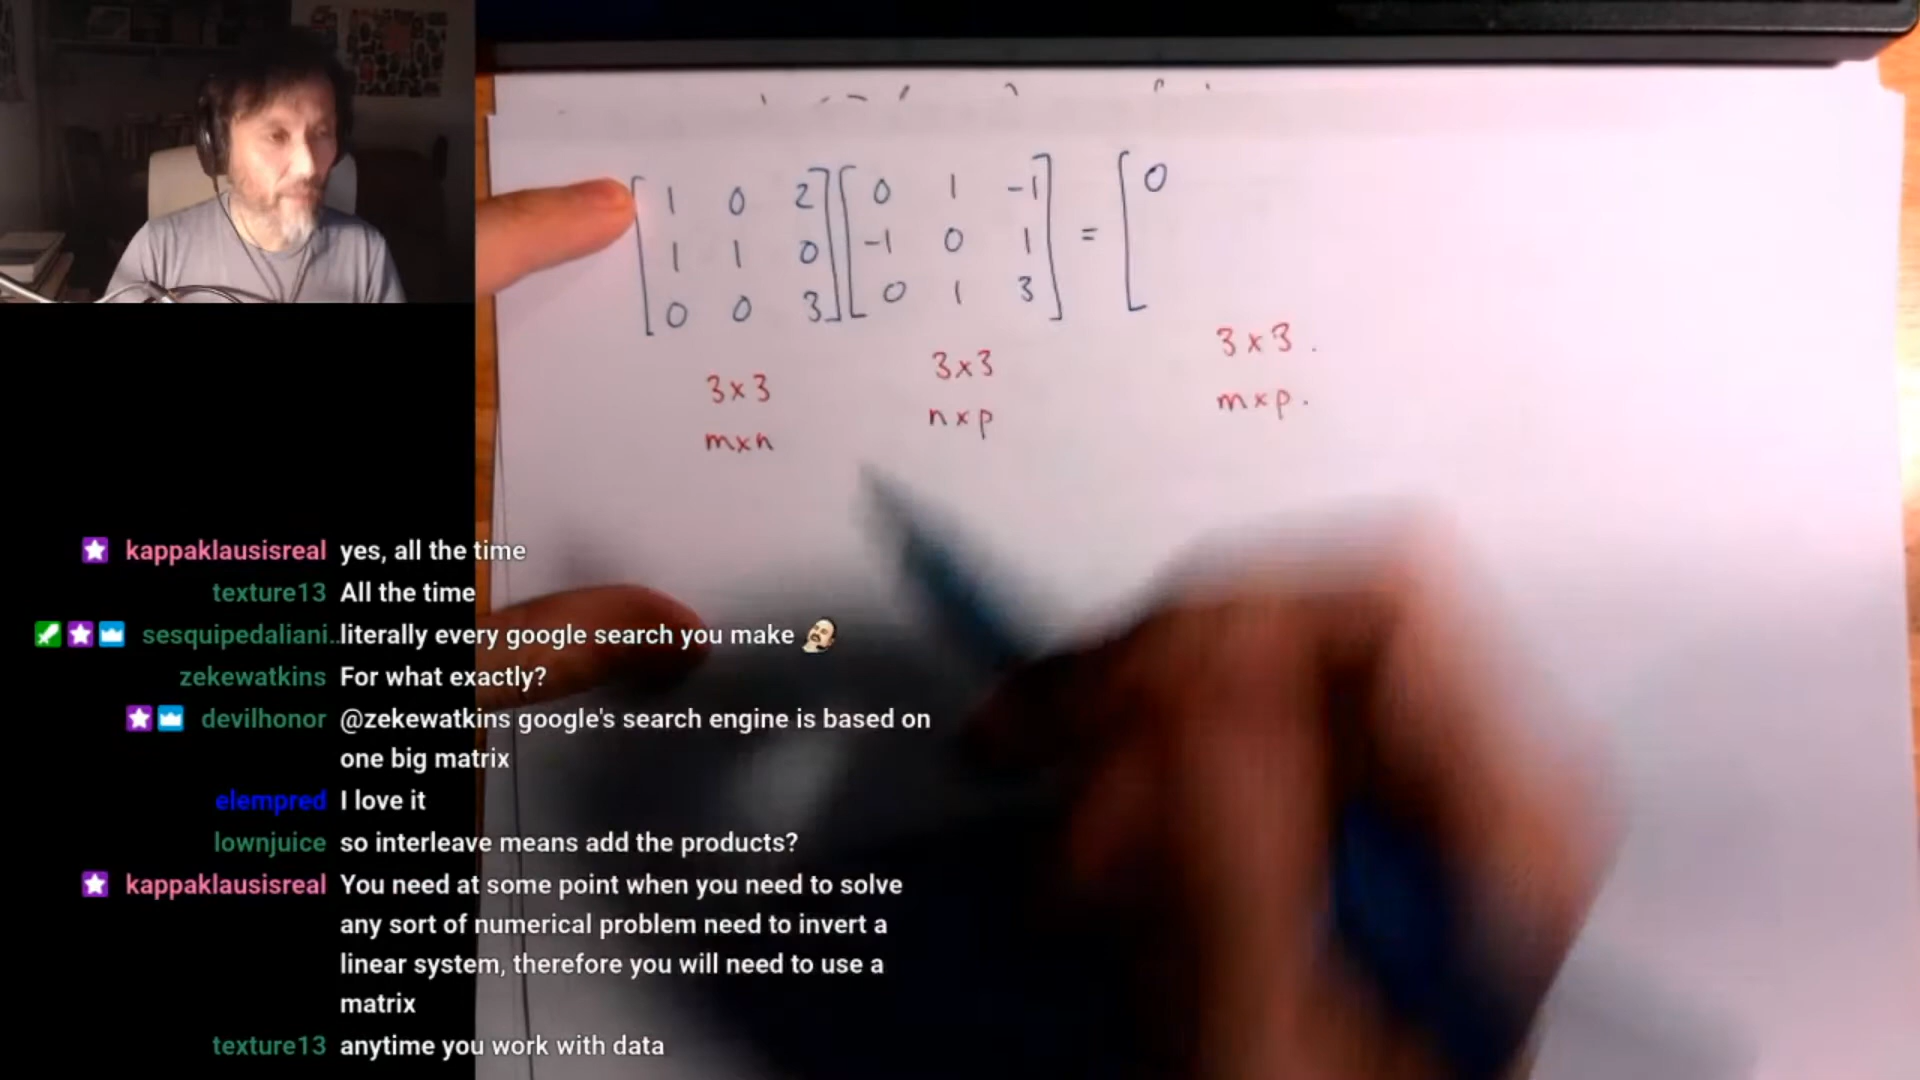 [ 1 0 2 ] [ 0 1 -1 ] = [ 0
1 1 0 -1 0 1
0 0 3 0 1 3
3x3 3x3 3x3.
mxn nxp mxp.
kappaklausisreal yes, all the time
texture13 All the time
sesquipedaliani.. literally every google search you make
zekewatkins For what exactly?
devilhonor @zekewatkins google's search engine is based on
one big matrix
elempred I love it
lownjuice so interleave means add the products?
kappaklausisreal You need at some point when you need to solve
any sort of numerical problem need to invert a
linear system, therefore you will need to use a
matrix
texture13 anytime you work with data